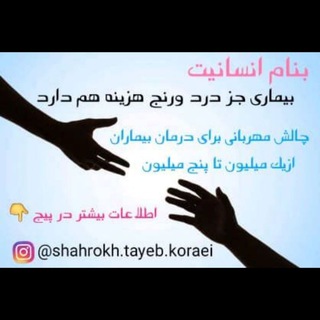 بنام انسانیت
بیماری جز درد ورنج هزینه هم دارد
چالش مهربانی برای درمان بیماران
ازیک میلیون تا پنج میلیون
اطلاعات بیشتر در پیج 👇
@shahrokh.tayeb.koraei